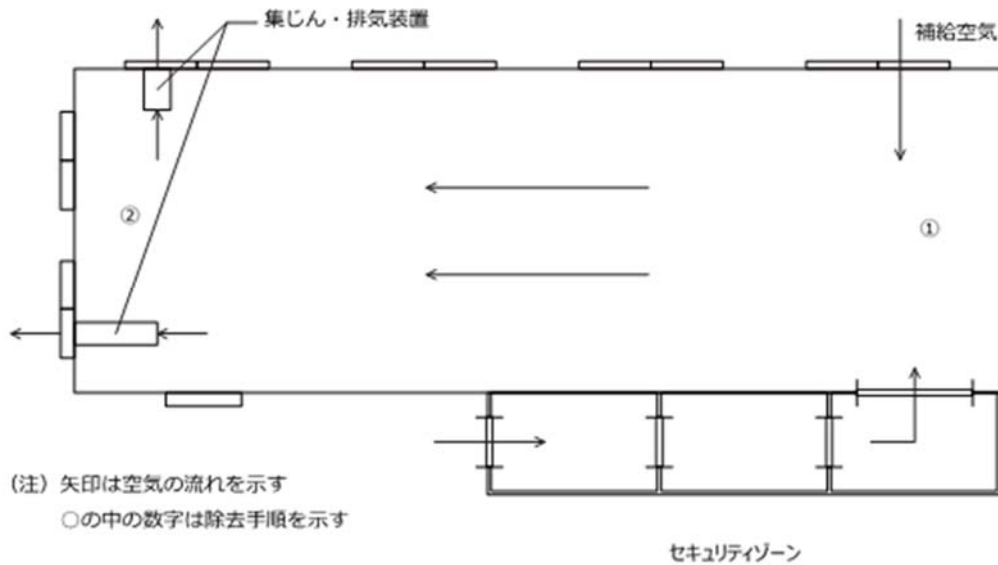 集じん・排気装置
補給空気
②
①
(注) 矢印は空気の流れを示す
○の中の数字は除去手順を示す
セキュリティゾーン